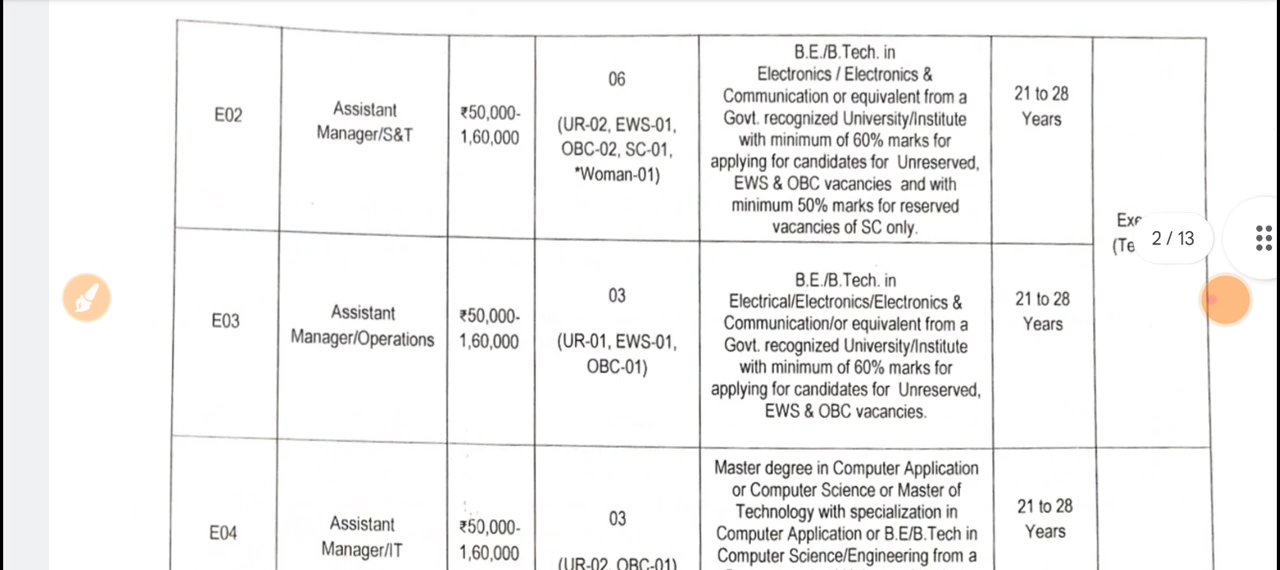 E02
Assistant
Manager/S&T
₹50,000-
1,60,000
06
(UR-02, EWS-01,
OBC-02, SC-01,
*Woman-01)
B.E./B.Tech. in
Electronics / Electronics &
Communication or equivalent from a
Govt. recognized University/Institute
with minimum of 60% marks for
applying for candidates for Unreserved,
EWS & OBC vacancies and with
minimum 50% marks for reserved
vacancies of SC only.
21 to 28
Years
2 / 13
E03
Assistant
Manager/Operations
₹50,000-
1,60,000
03
(UR-01, EWS-01,
OBC-01)
B.E./B.Tech. in
Electrical/Electronics/Electronics &
Communication/or equivalent from a
Govt. recognized University/Institute
with minimum of 60% marks for
applying for candidates for Unreserved,
EWS & OBC vacancies.
21 to 28
Years
E04
Assistant
Manager/IT
₹50,000-
1,60,000
03
(UR-02, OBC-01)
Master degree in Computer Application
or Computer Science or Master of
Technology with specialization in
Computer Application or B.E/B.Tech in
Computer Science/Engineering from a
21 to 28
Years